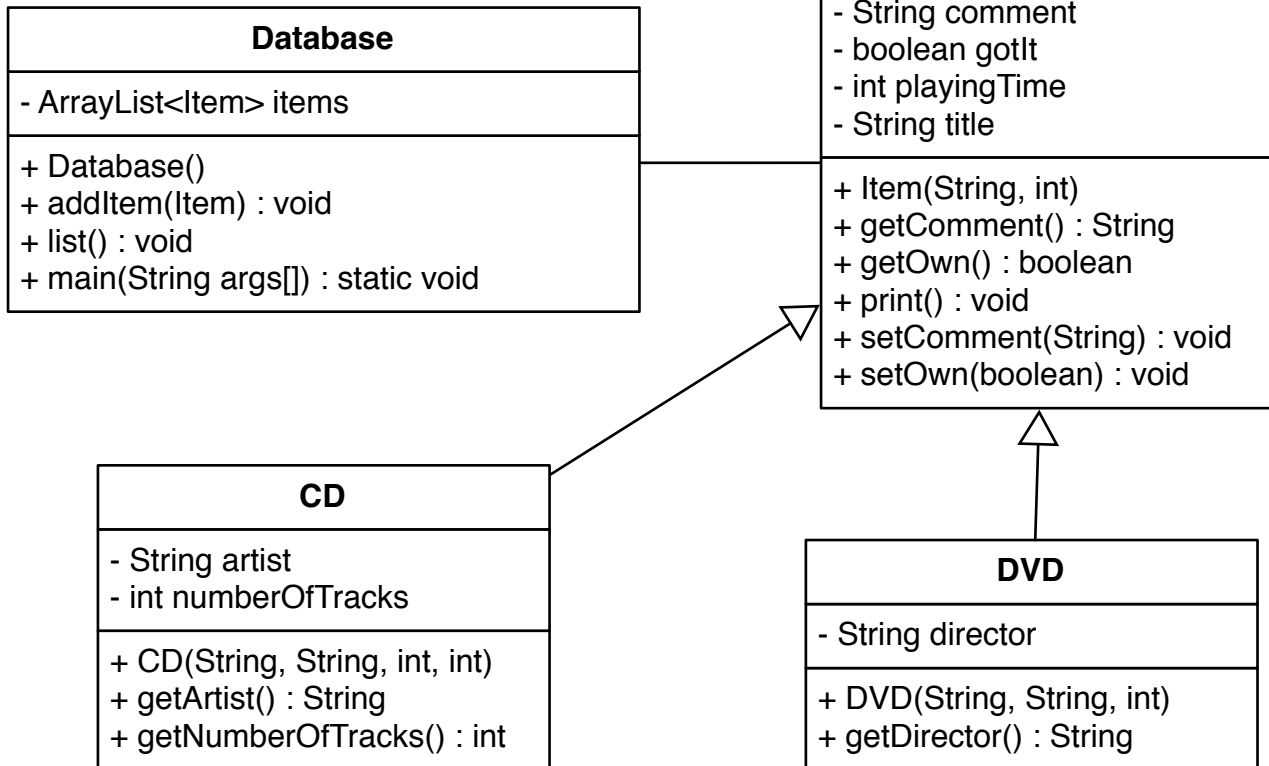 Database
- ArrayList<Item> items
+ Database()
+ addItem(Item) : void
+ list() : void
+ main(String args[]) : static void
- String comment
- boolean gotIt
- int playingTime
- String title
+ Item(String, int)
+ getComment() : String
+ getOwn() : boolean
+ print() : void
+ setComment(String) : void
+ setOwn(boolean) : void
CD
- String artist
- int numberOfTracks
+ CD(String, String, int, int)
+ getArtist() : String
+ getNumberOfTracks() : int
DVD
- String director
+ DVD(String, String, int)
+ getDirector() : String